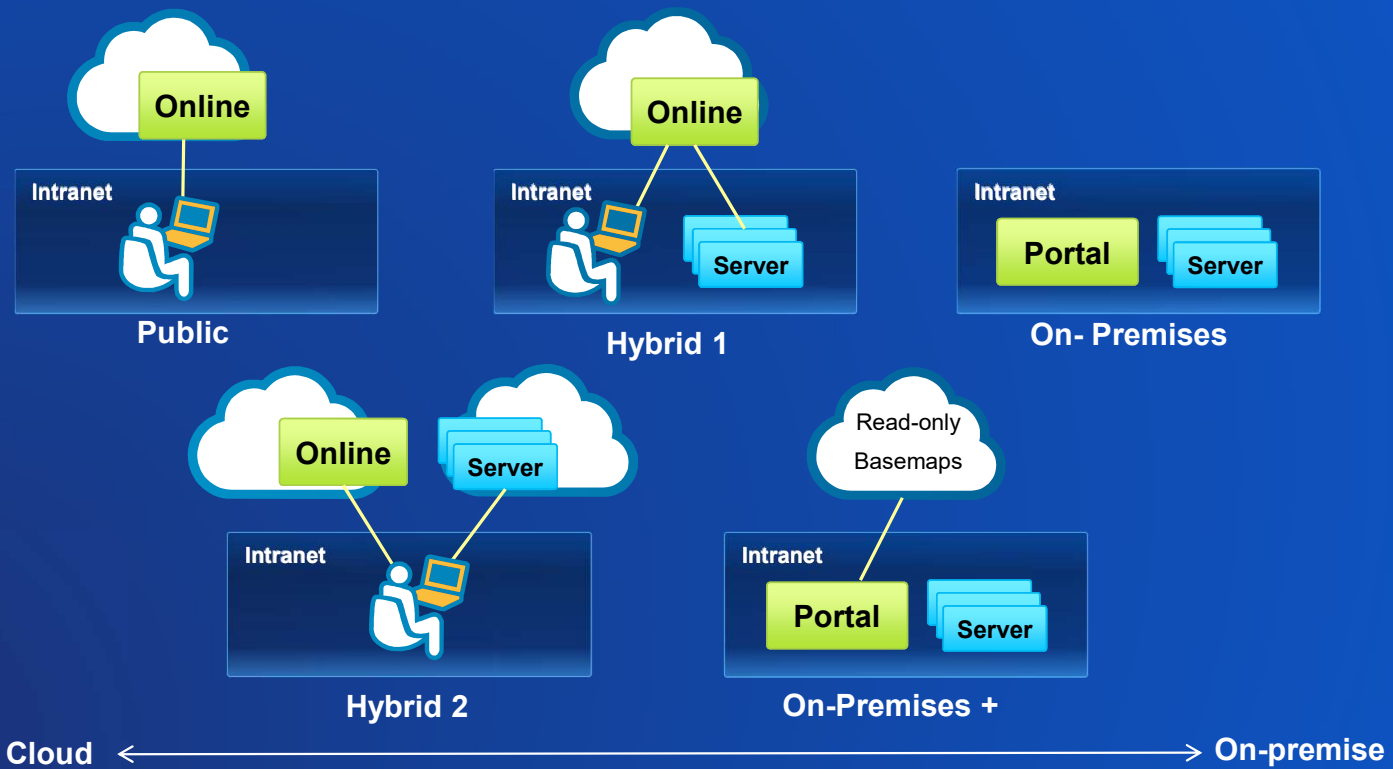 Online
Intranet
Public
Online
Intranet
Server
Hybrid 1
Intranet
Portal
Server
On- Premises
Online
Server
Intranet
Hybrid 2
Read-only
Basemaps
Intranet
Portal
Server
On-Premises +
Cloud
On-premise